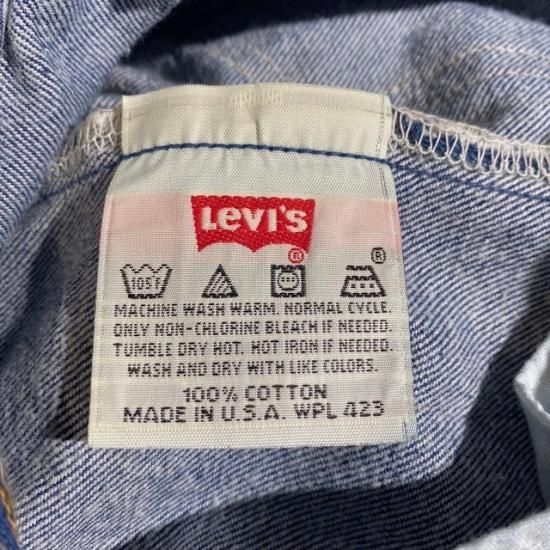 LEVI'S
®
®
105F
MACHINE WASH WARM. NORMAL CYCLE.
ONLY NON-CHLORINE BLEACH IF NEEDED.
TUMBLE DRY HOT. HOT IRON IF NEEDED.
WASH AND DRY WITH LIKE COLORS.
100% COTTON
MADE IN U.S.A. WPL 423